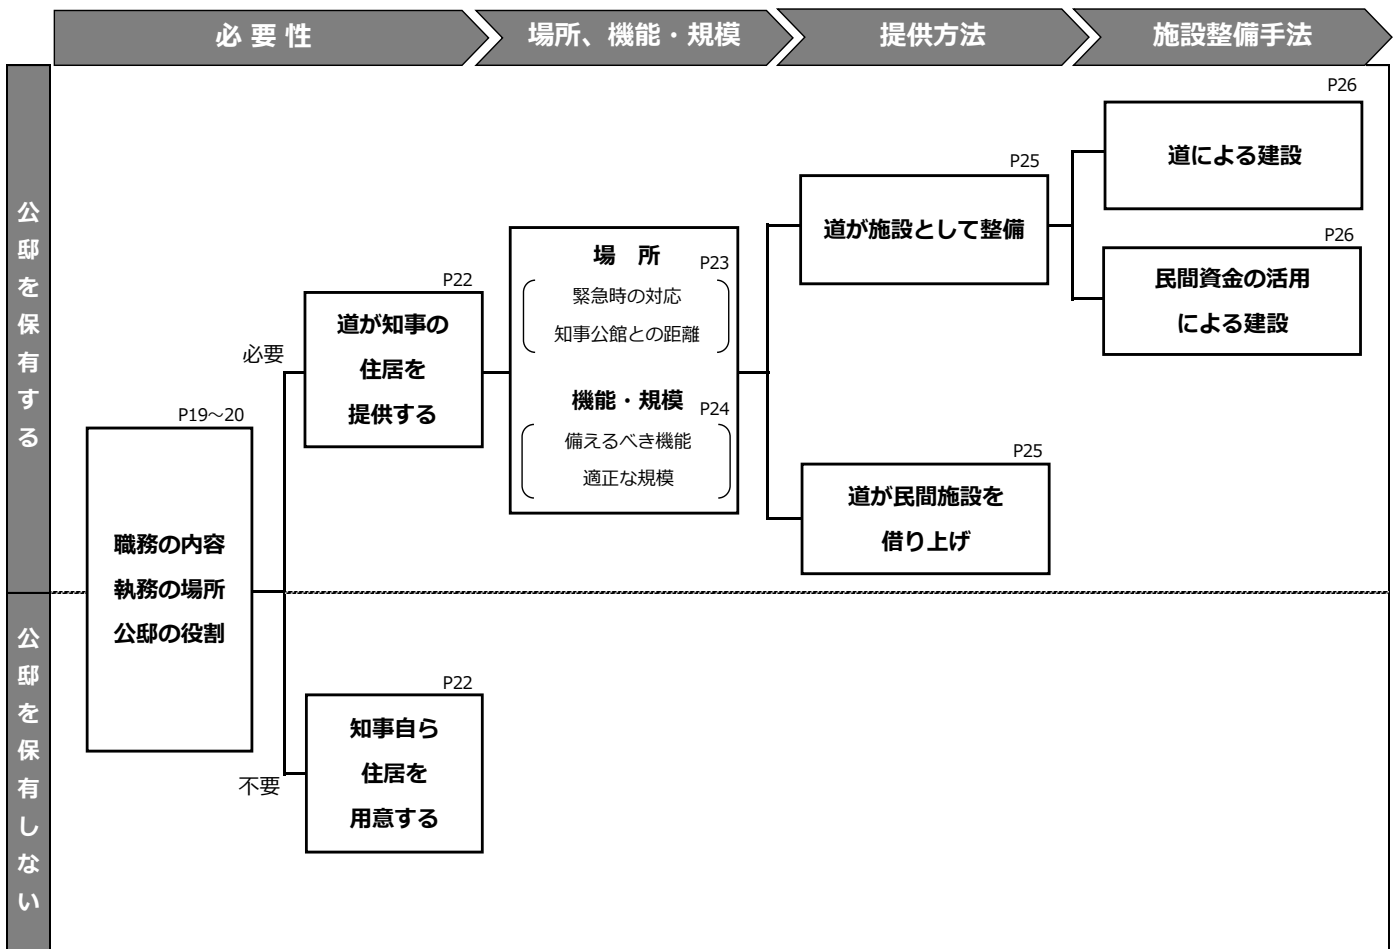 必要性
場所、機能・規模
提供方法
施設整備手法
公邸を保有する
公邸を保有しない
P19～20
職務の内容
執務の場所
公邸の役割
必要
不要
P22
道が知事の
住居を
提供する
P22
知事自ら
住居を
用意する
場　所
P23
緊急時の対応
知事公館との距離
機能・規模
P24
備えるべき機能
適正な規模
P25
道が施設として整備
P25
道が民間施設を
借り上げ
P26
道による建設
P26
民間資金の活用
による建設